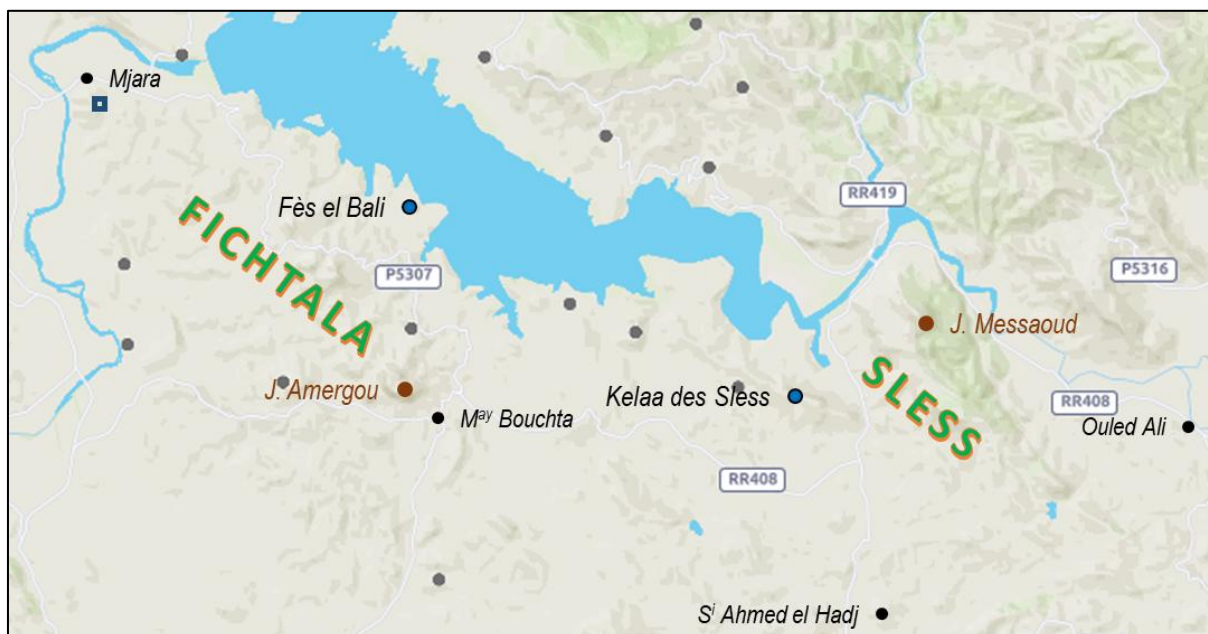 Mjara
RR419
Fès el Bali
FICHTALA
P5307
P5316
J. Messaoud
J. Amergou
SLESS
Kelaa des Sless
RR408
May Bouchta
Ouled Ali
RR408
Si Ahmed el Hadj